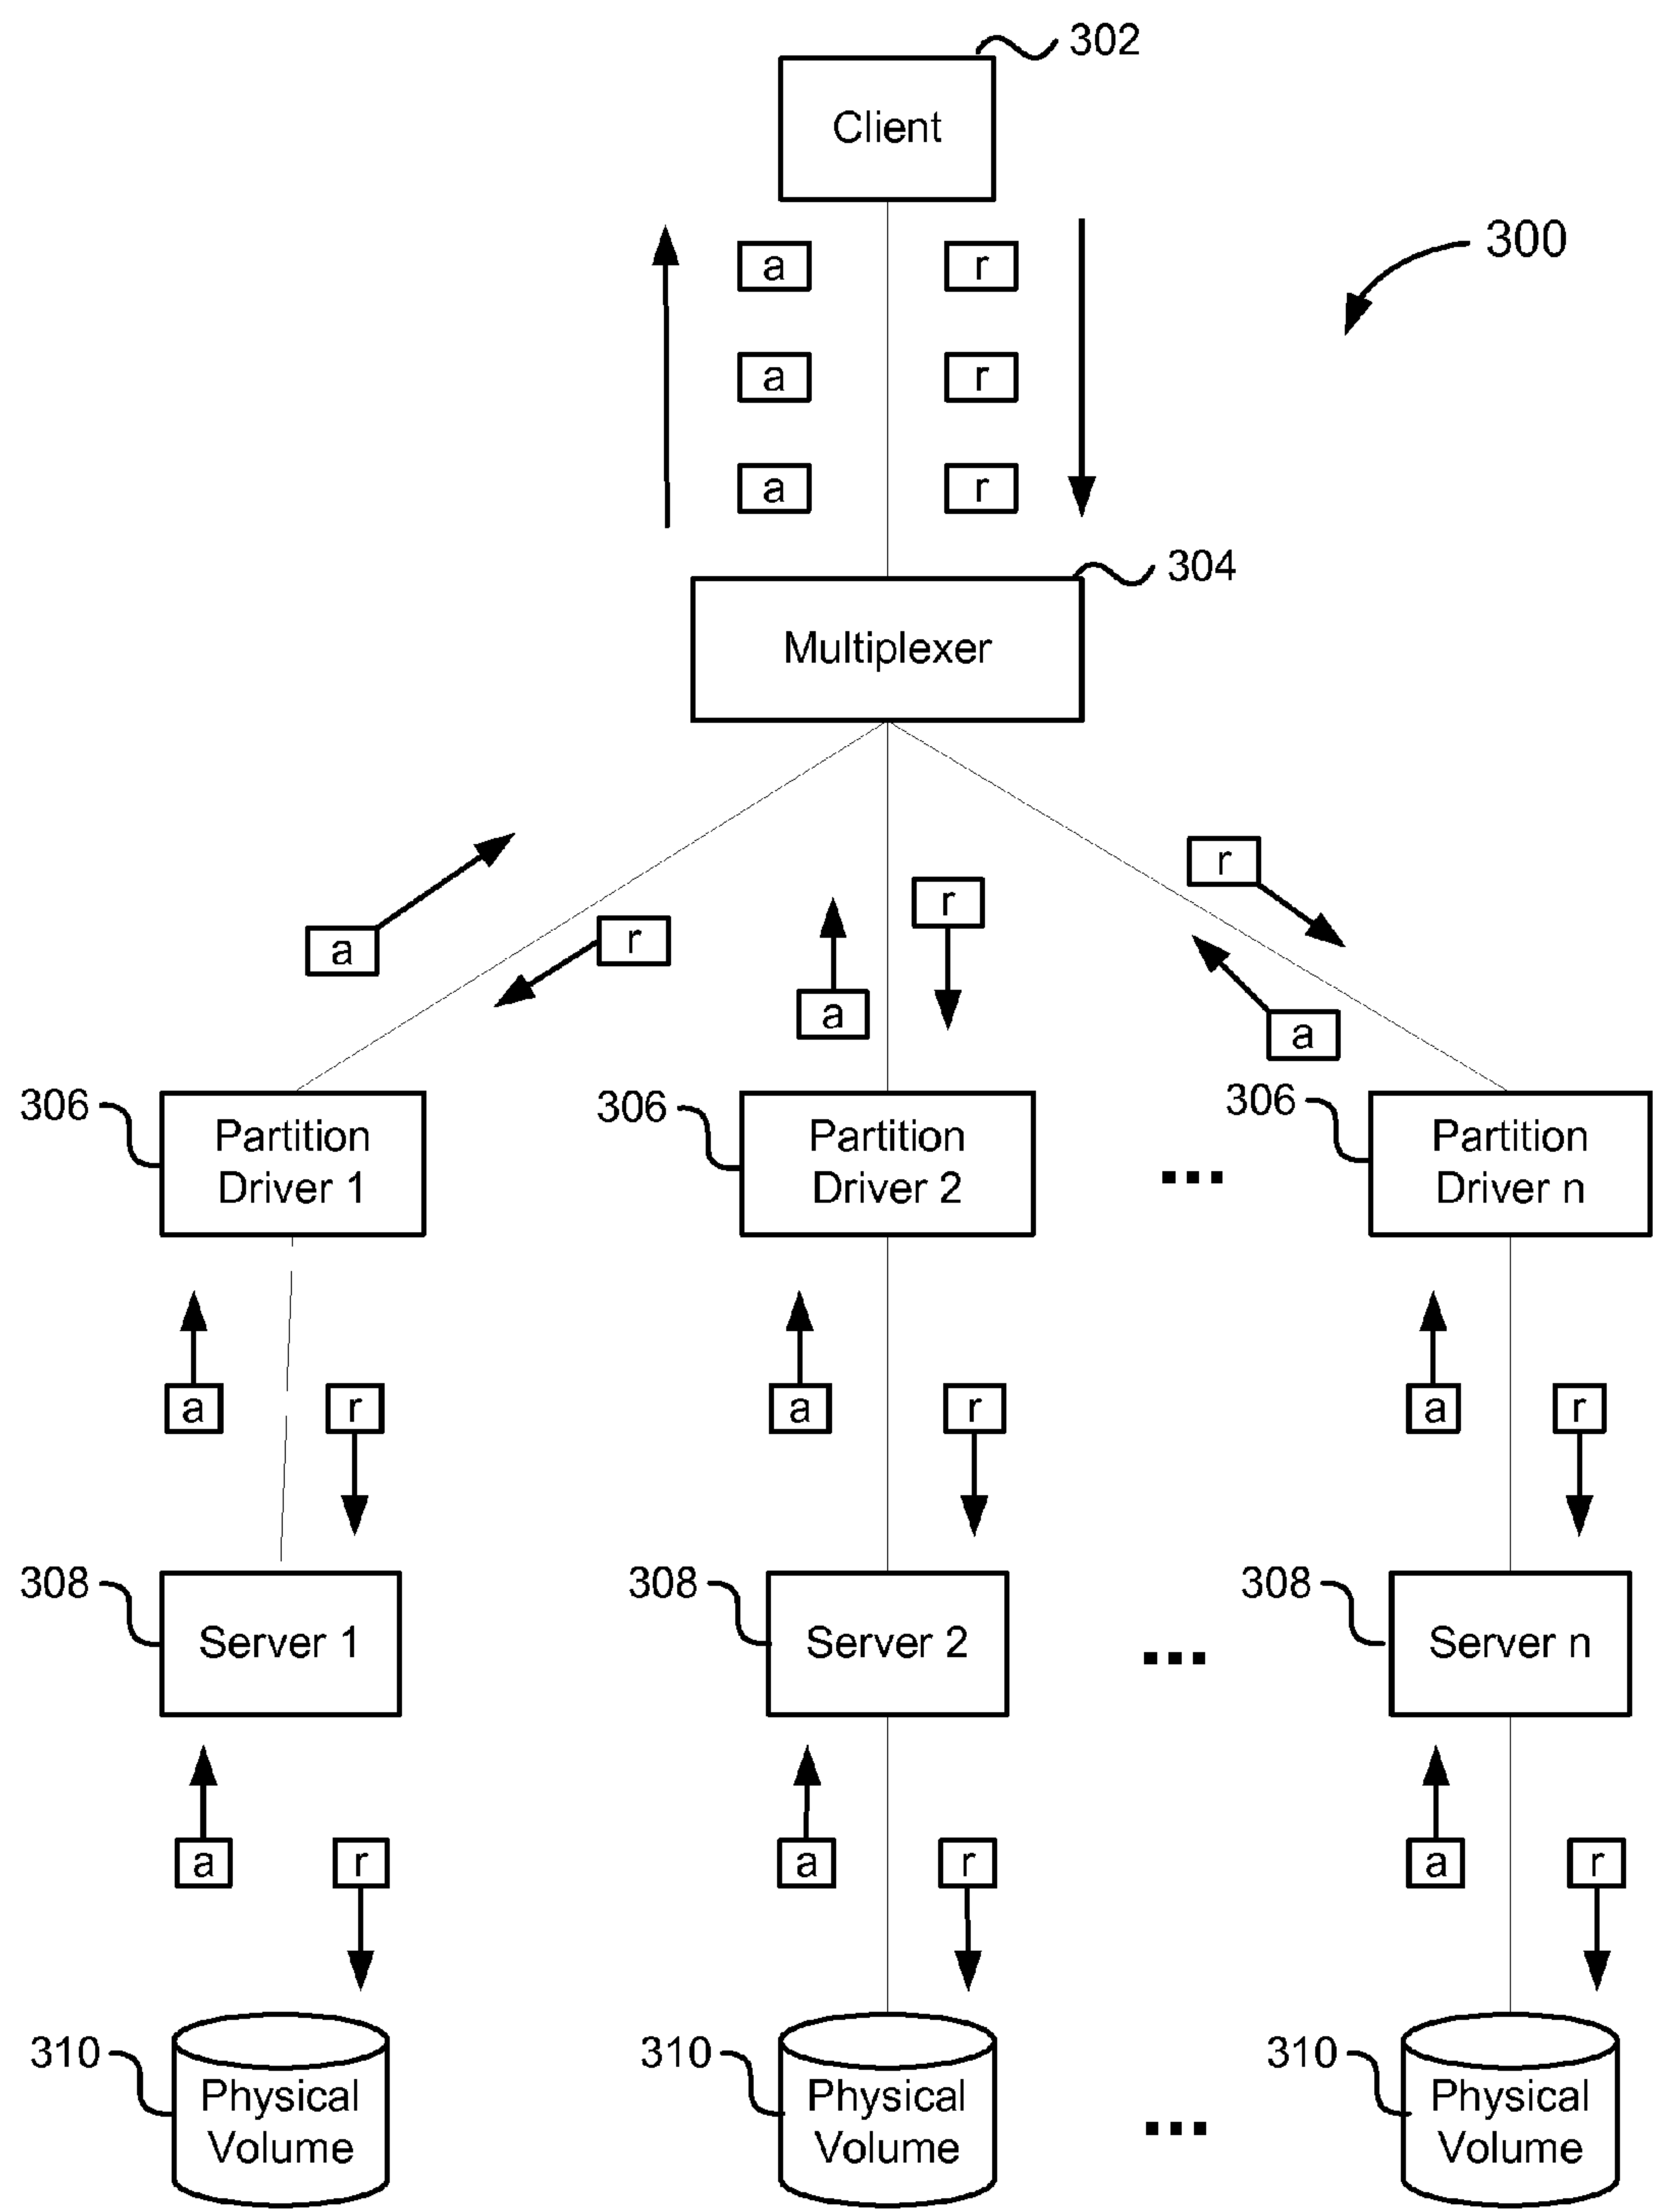 302
Client
300
a r
a r
a r
304
Multiplexer
r
r
a r
a
a
306 306 306
Partition Driver 1
Partition Driver 2
...
Partition Driver n
a r a r a r
308 308 308
Server 1 Server 2 ... Server n
a r a r a r
310 310 310
Physical Volume
Physical Volume
...
Physical Volume